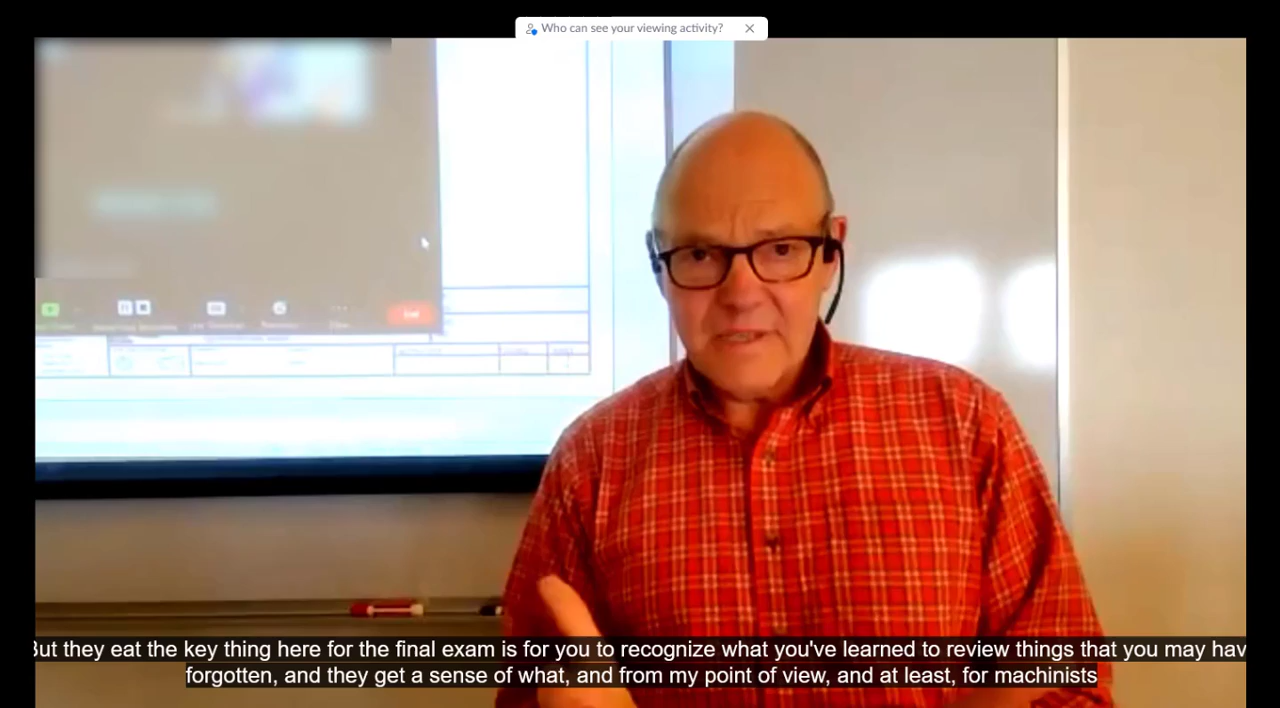 Who can see your viewing activity?
But they eat the key thing here for the final exam is for you to recognize what you've learned to review things that you may hav
forgotten, and they get a sense of what, and from my point of view, and at least, for machinists